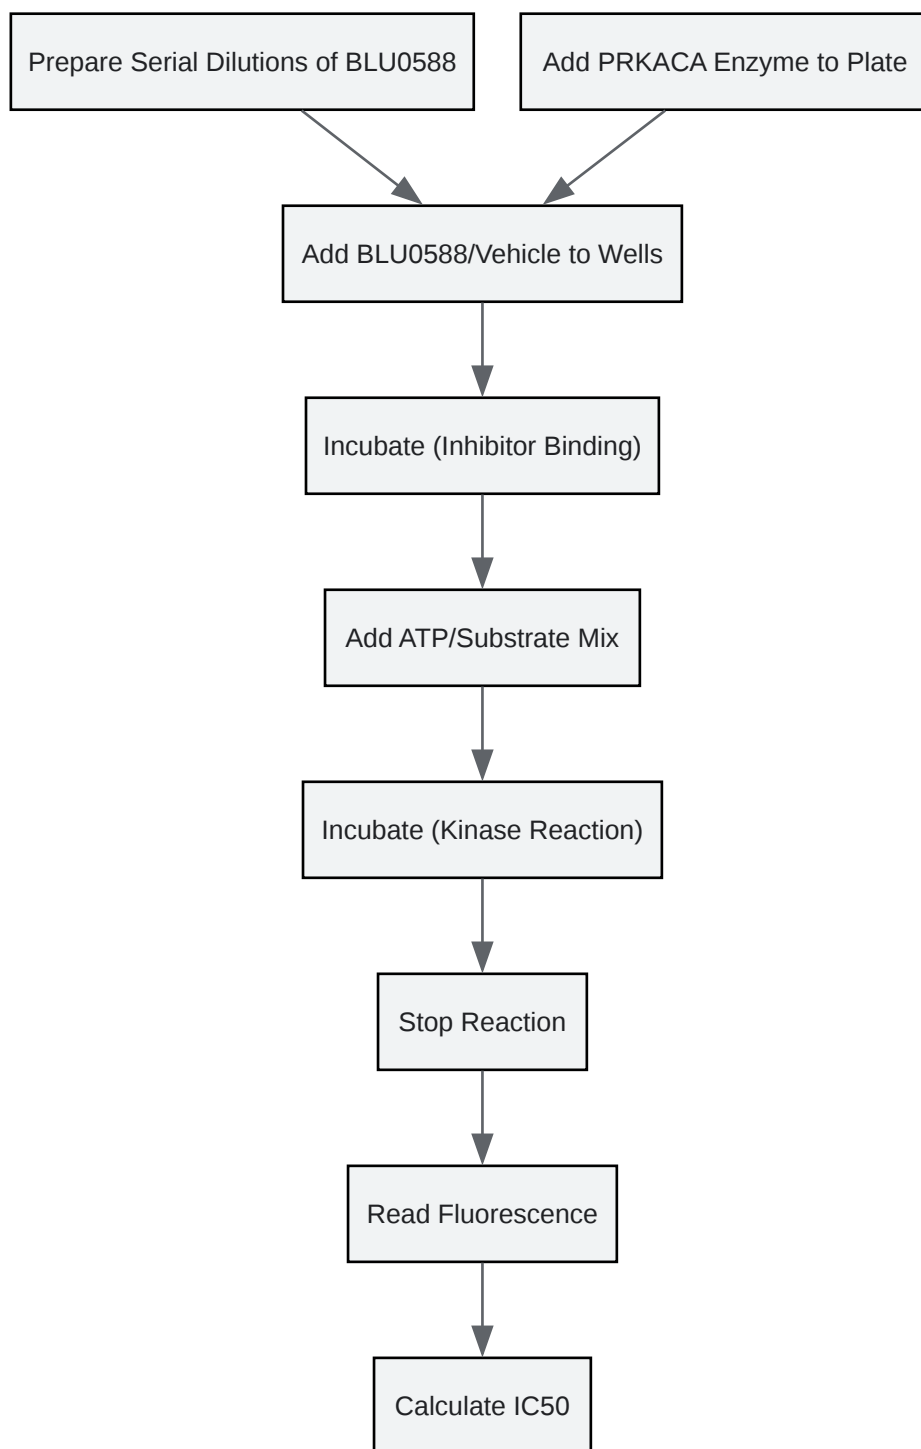 Prepare Serial Dilutions of BLU0588
Add PRKACA Enzyme to Plate
Add BLU0588/Vehicle to Wells
Incubate (Inhibitor Binding)
Add ATP/Substrate Mix
Incubate (Kinase Reaction)
Stop Reaction
Read Fluorescence
Calculate IC50